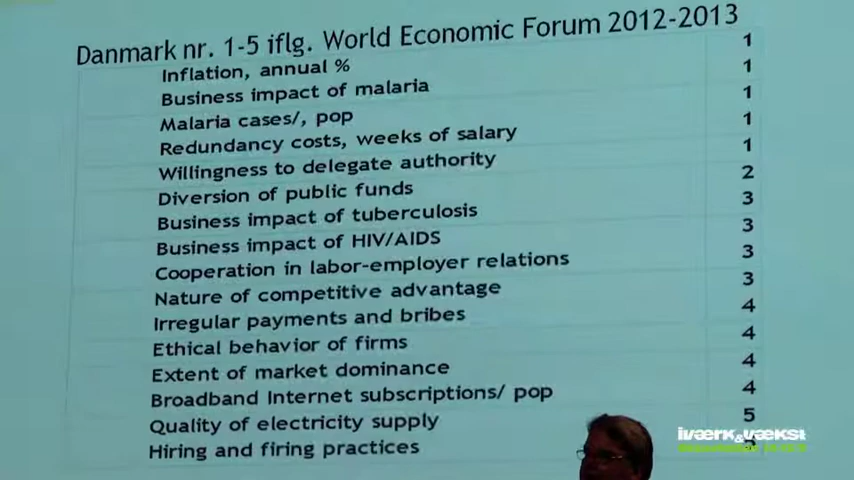 Danmark nr. 1-5 iflg. World Economic Forum 2012-2013
Inflation, annual % 1
Business impact of malaria 1
Malaria cases/, pop 1
Redundancy costs, weeks of salary 1
Willingness to delegate authority 1
Diversion of public funds 2
Business impact of tuberculosis 3
Business impact of HIV/AIDS 3
Cooperation in labor-employer relations 3
Nature of competitive advantage 3
Irregular payments and bribes 4
Ethical behavior of firms 4
Extent of market dominance 4
Broadband Internet subscriptions/ pop 4
Quality of electricity supply 5
Hiring and firing practices 5
iværk&vækst